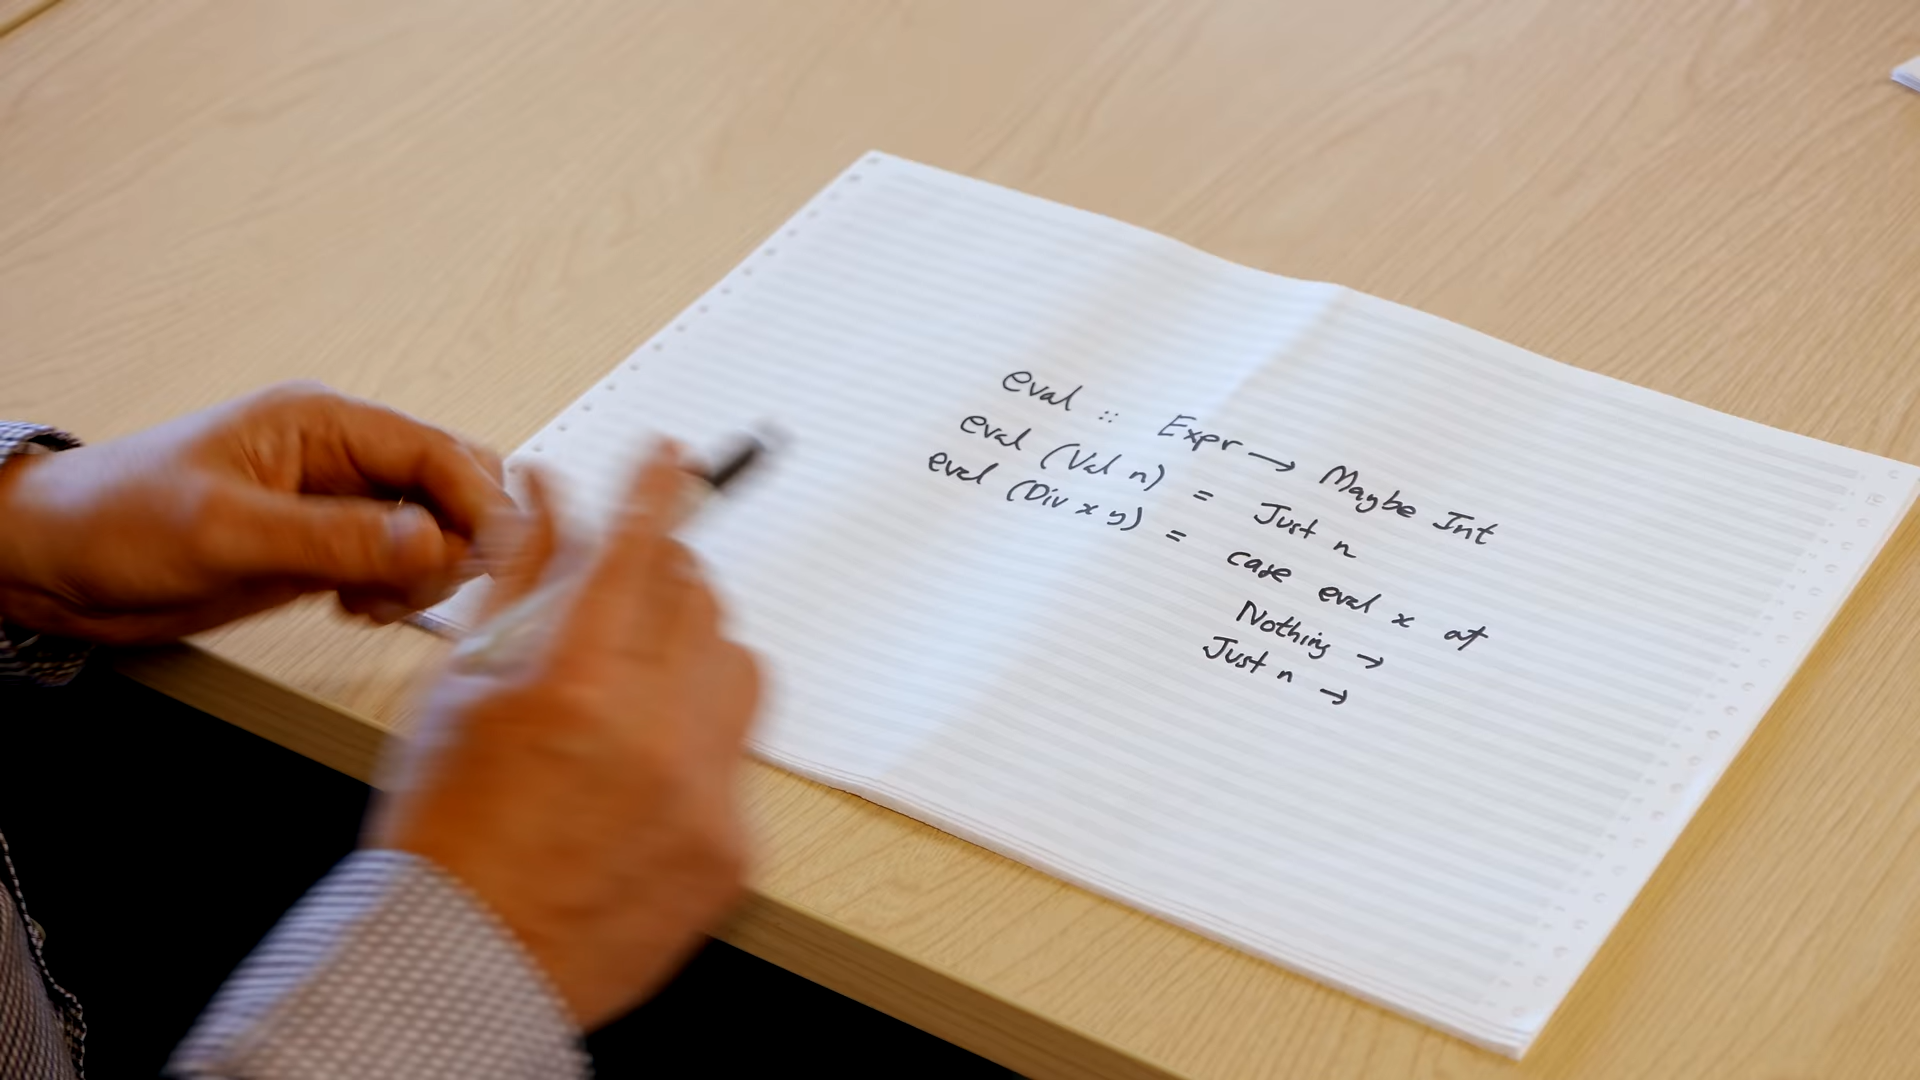 eval :: Expr → Maybe Int
eval (Val n) = Just n
eval (Div x y) = case eval x of
Nothing →
Just n →